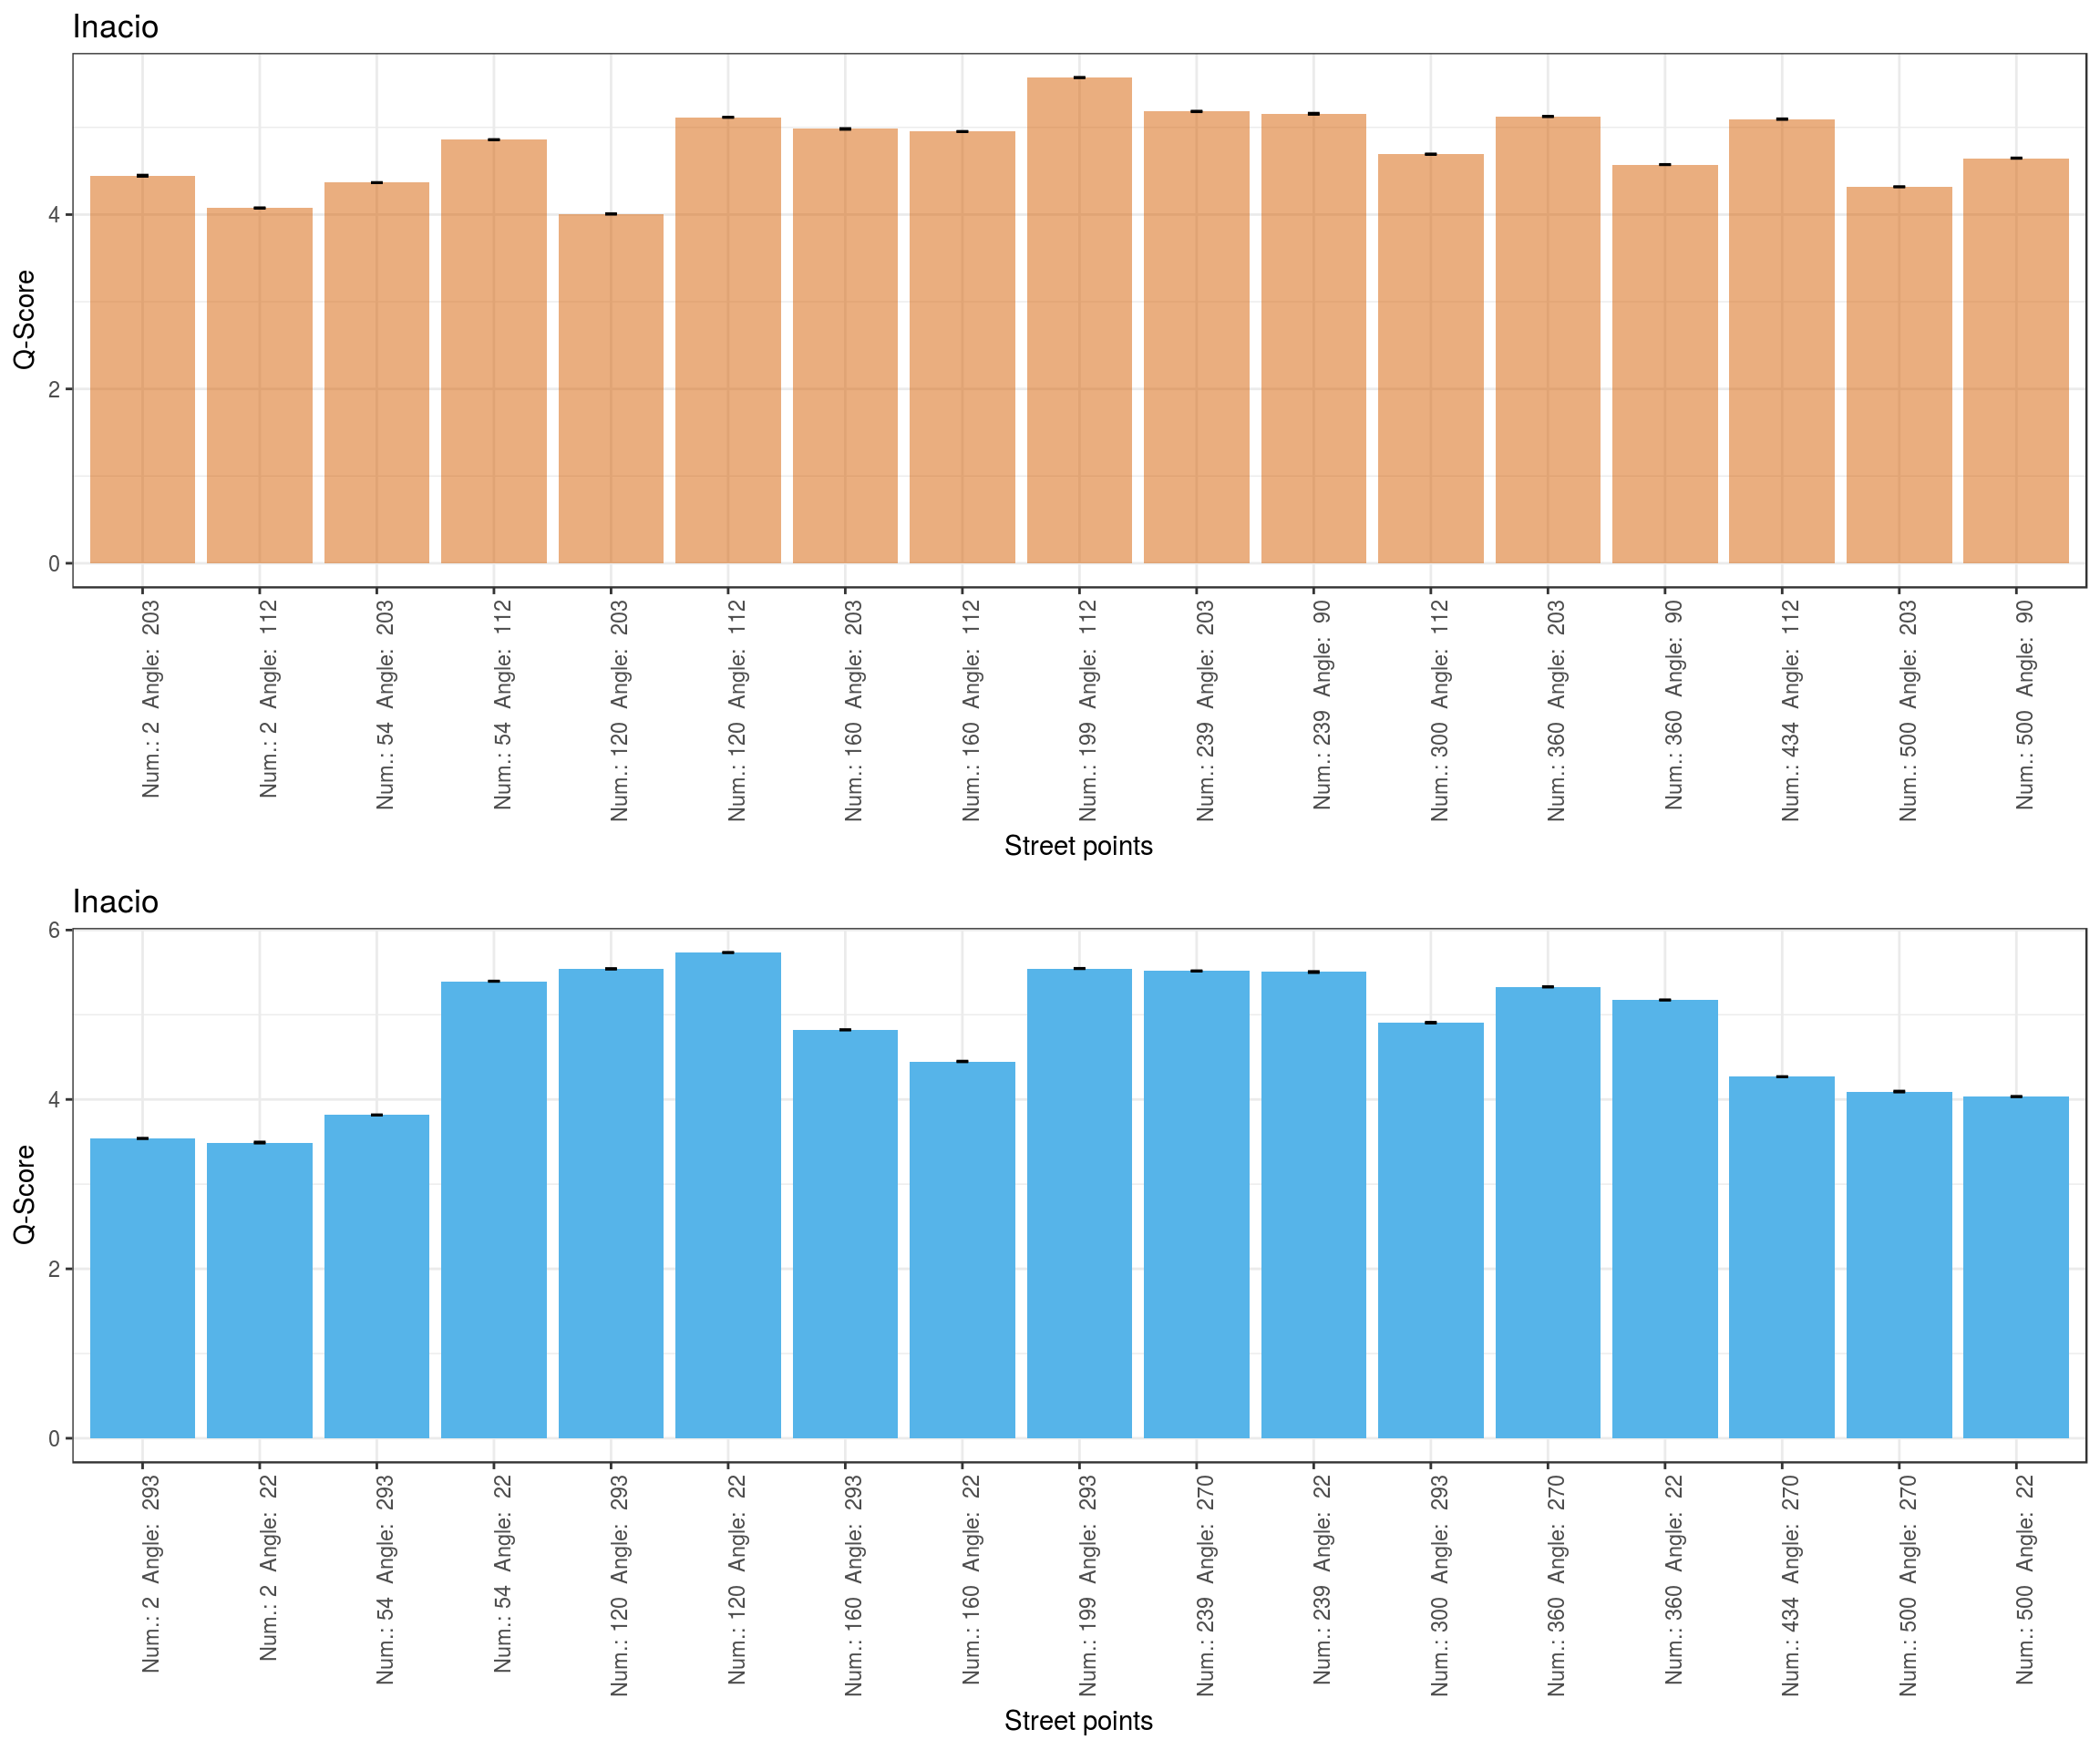 Inacio
Q-Score
4
2
0
Num.: 2 Angle: 203
Num.: 2 Angle: 112
Num.: 54 Angle: 203
Num.: 54 Angle: 112
Num.: 120 Angle: 203
Num.: 120 Angle: 112
Num.: 160 Angle: 203
Num.: 160 Angle: 112
Num.: 199 Angle: 112
Num.: 239 Angle: 203
Num.: 239 Angle: 90
Num.: 300 Angle: 112
Num.: 360 Angle: 203
Num.: 360 Angle: 90
Num.: 434 Angle: 112
Num.: 500 Angle: 203
Num.: 500 Angle: 90
Street points
Inacio
Q-Score
6
4
2
0
Num.: 2 Angle: 293
Num.: 2 Angle: 22
Num.: 54 Angle: 293
Num.: 54 Angle: 22
Num.: 120 Angle: 293
Num.: 120 Angle: 22
Num.: 160 Angle: 293
Num.: 160 Angle: 22
Num.: 199 Angle: 293
Num.: 239 Angle: 270
Num.: 239 Angle: 22
Num.: 300 Angle: 293
Num.: 360 Angle: 270
Num.: 360 Angle: 22
Num.: 434 Angle: 270
Num.: 500 Angle: 270
Num.: 500 Angle: 22
Street points